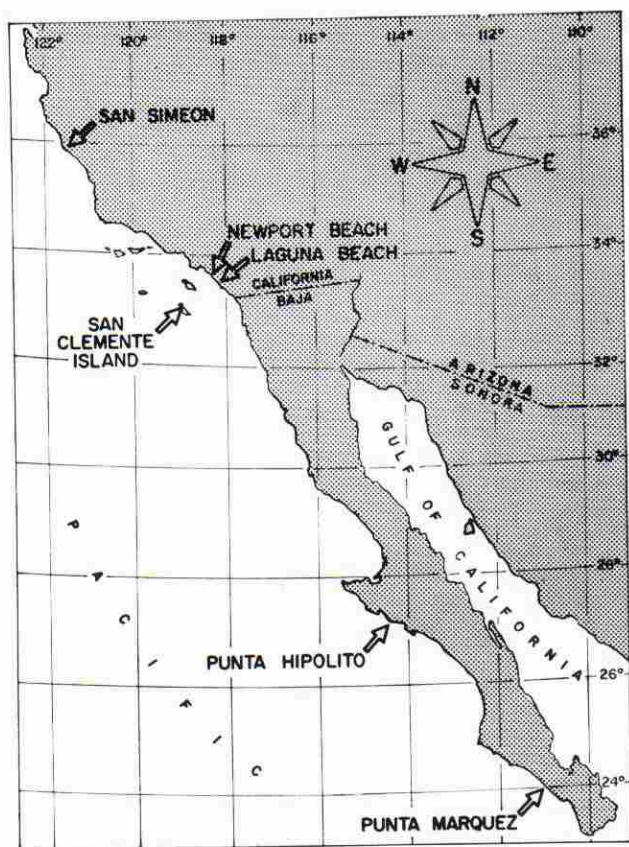 122° 120° 118° 116° 114° 112° 110°
N
SAN SIMEON
36°
W E
S
NEWPORT BEACH
LAGUNA BEACH
34°
CALIFORNIA
BAJA
SAN
CLEMENTE
ISLAND
ARIZONA
SONORA
32°
GULF OF CALIFORNIA
30°
28°
PACIFIC
PUNTA HIPOLITO
26°
24°
PUNTA MARQUEZ